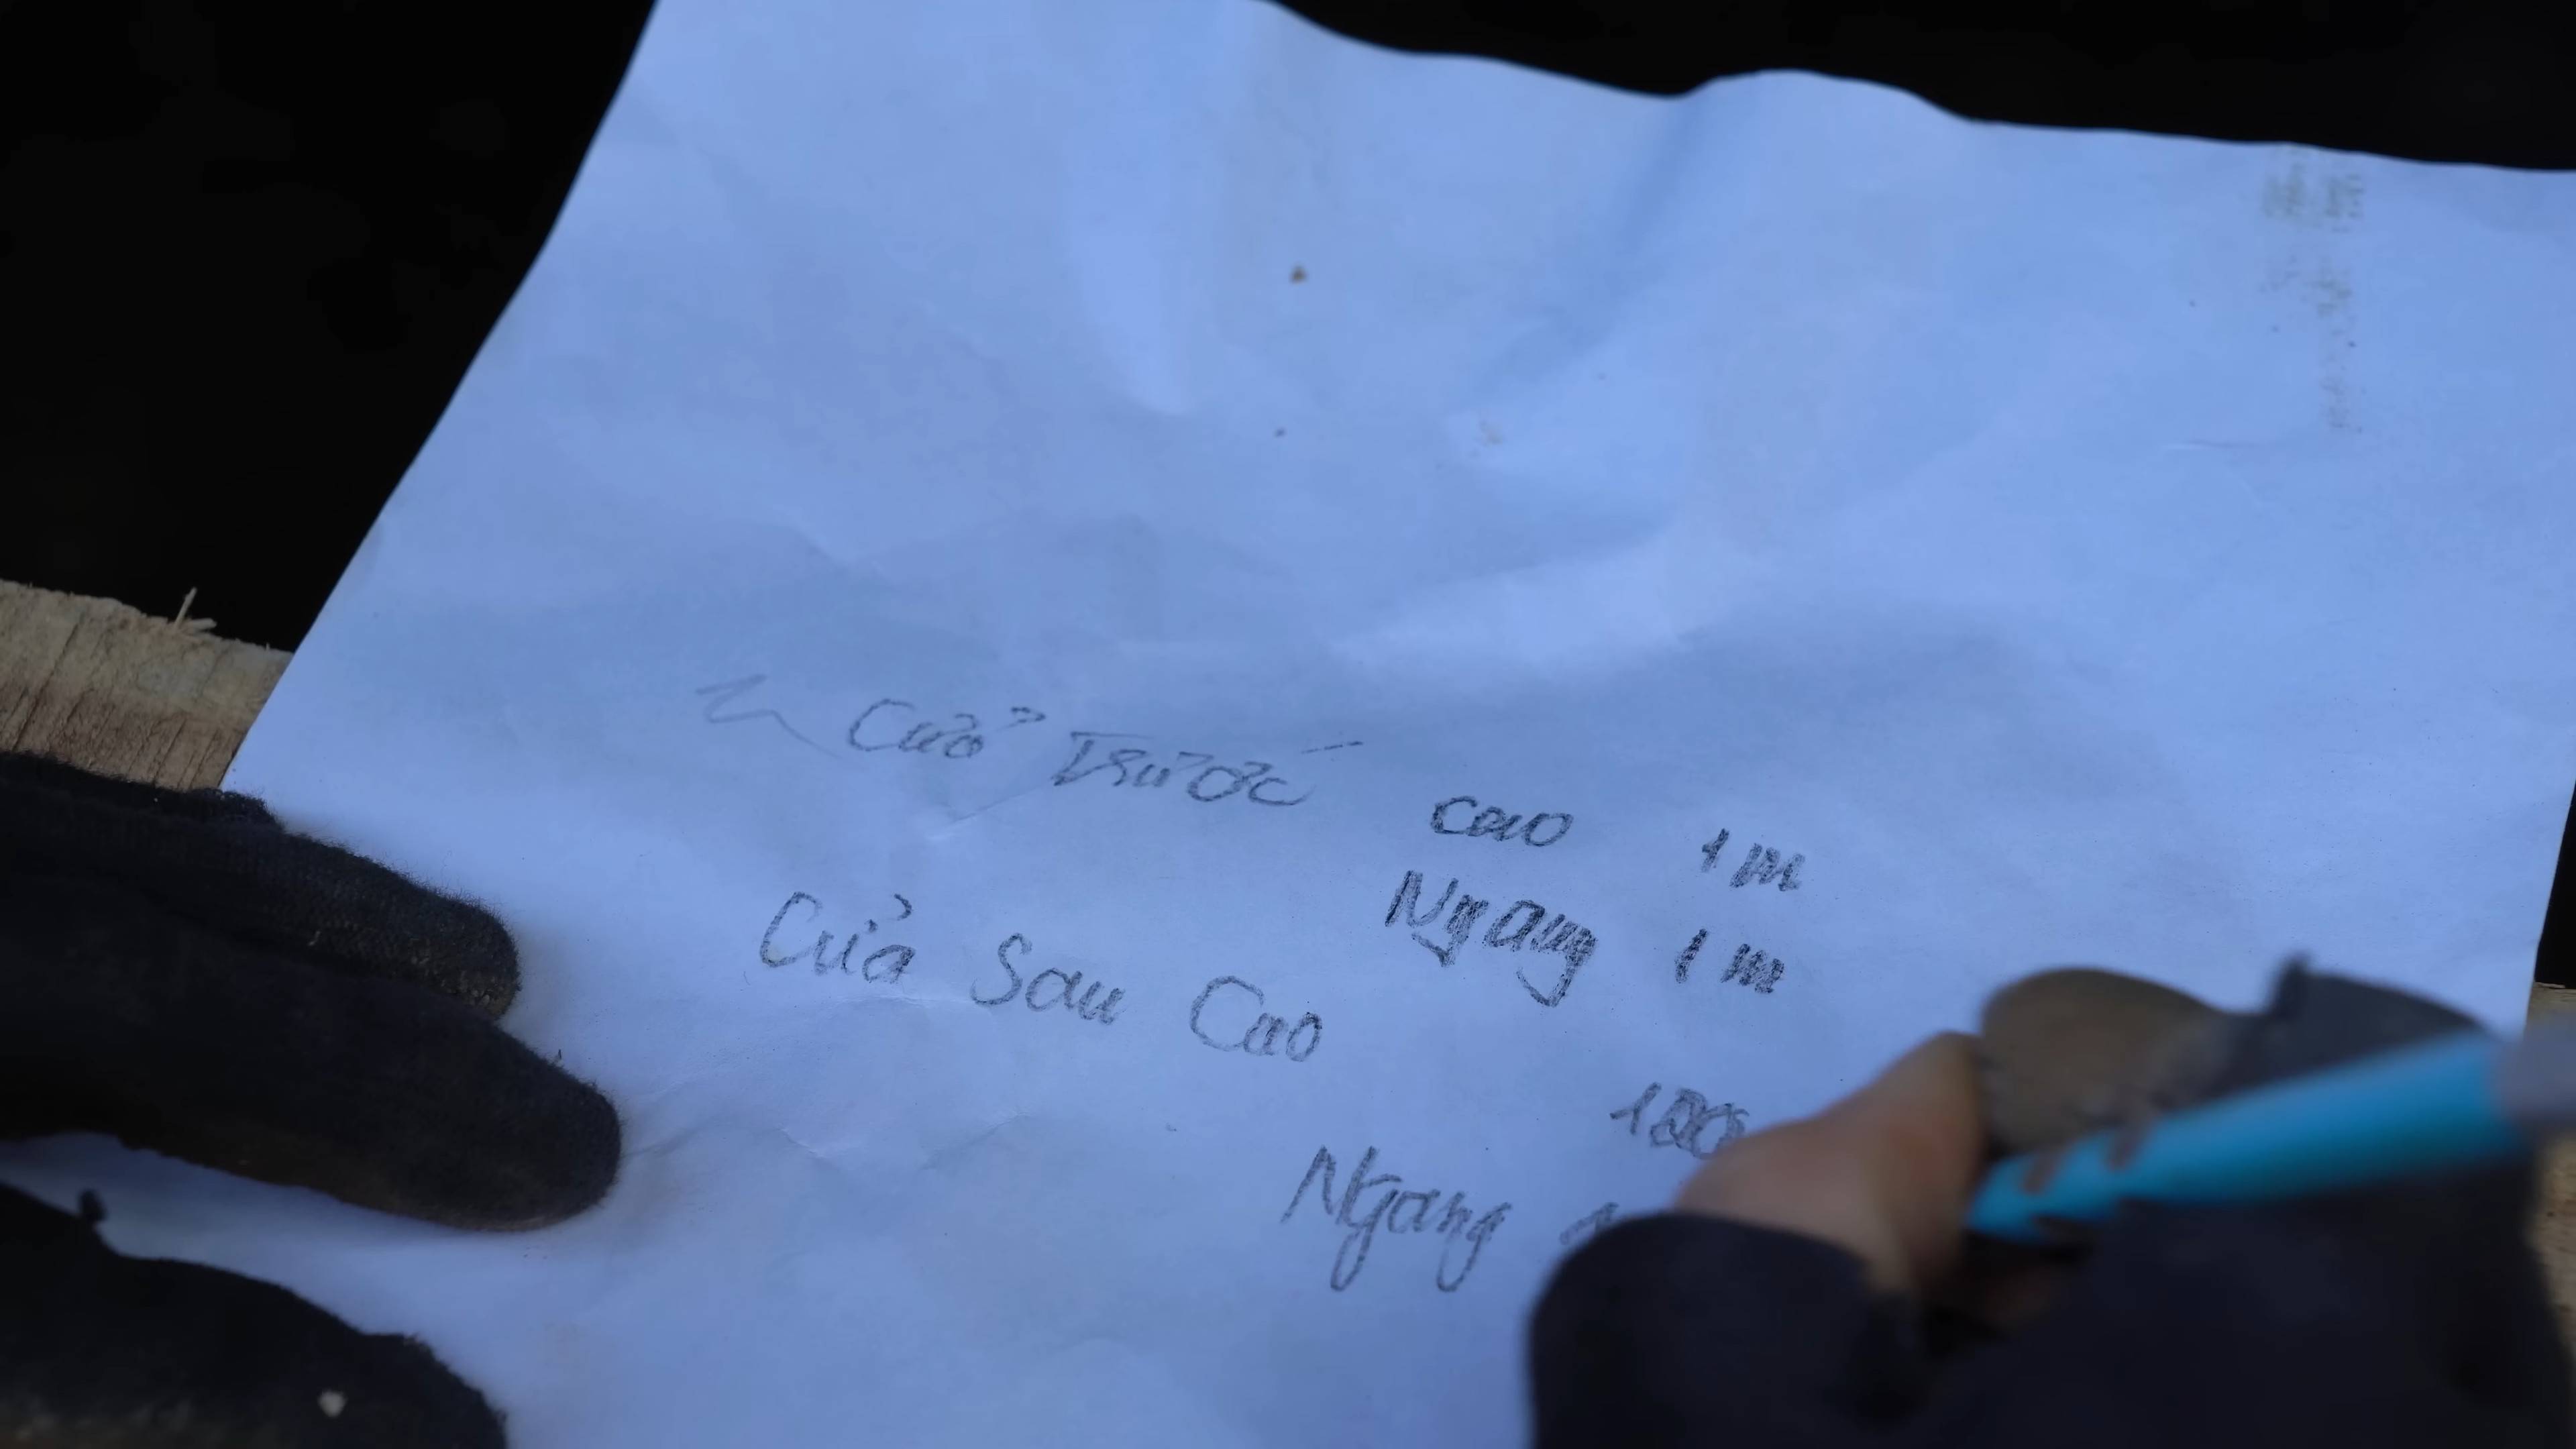 Cửa Trước cao 1m
Ngang 1m
Cửa Sau Cao
Ngang